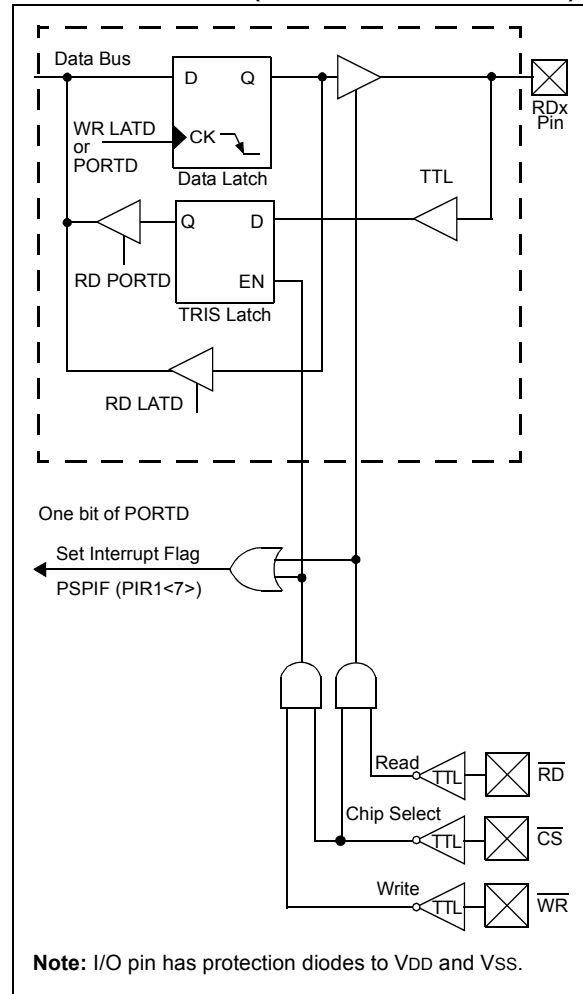 Data Bus
D Q
RDx
Pin
WR LATD
or
PORTD
CK
Data Latch
TTL
Q D
RD PORTD
EN
TRIS Latch
RD LATD
One bit of PORTD
Set Interrupt Flag
PSPIF (PIR1<7>)
Read
TTL
RD
Chip Select
TTL
CS
Write
TTL
WR
Note: I/O pin has protection diodes to VDD and VSS.